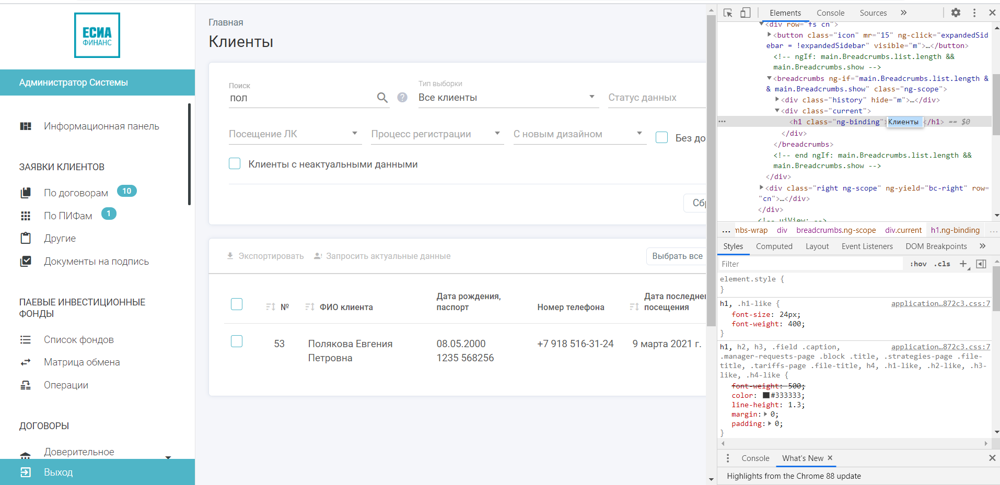 ЕСИА
ФИНАНС
Администратор Системы
Информационная панель
ЗАЯВКИ КЛИЕНТОВ
По договорам 10
По ПИФам 1
Другие
Документы на подпись
ПАЕВЫЕ ИНВЕСТИЦИОННЫЕ
ФОНДЫ
Список фондов
Матрица обмена
Операции
ДОГОВОРЫ
Доверительное
Выход
Главная
Клиенты
Поиск
пол
?
Тип выборки
Все клиенты
Статус данных
Посещение ЛК
Процесс регистрации
С новым дизайном
Без до
Клиенты с неактуальными данными
Сбр
Экспортировать
Запросить актуальные данные
Выбрать все
№
ФИО клиента
Дата рождения,
паспорт
Номер телефона
Дата последнег
посещения
53
Полякова Евгения
Петровна
08.05.2000
1235 568256
+7 918 516-31-24
9 марта 2021 г.
Elements Console Sources »
<div row="fs cn">
<button class="icon" mr="15" ng-click="expandedSid
ebar = !expandedSidebar" visible="m">…</button>
<!-- ngIf: main.Breadcrumbs.list.length &&
main.Breadcrumbs.show -->
<breadcrumbs ng-if="main.Breadcrumbs.list.length &
& main.Breadcrumbs.show" class="ng-scope">
<div class="history" hide="m">…</div>
<div class="current">
<h1 class="ng-binding">Клиенты </h1> == $0
</div>
</breadcrumbs>
<!-- end ngIf: main.Breadcrumbs.list.length &&
main.Breadcrumbs.show -->
</div>
<div class="right ng-scope" ng-yield="bc-right" row=
"cn">…</div>
</div>
<!-- uiView: -->
... mbs-wrap div breadcrumbs.ng-scope div.current h1.ng-binding ...
Styles Computed Layout Event Listeners DOM Breakpoints »
Filter :hov .cls +
element.style {
}
h1, .h1-like { application…872c3.css:7
font-size: 24px;
font-weight: 400;
}
h1, h2, h3, .field .caption, application…872c3.css:7
.manager-requests-page .block .title, .strategies-page .file-
title, .tariffs-page .file-title, h4, .h1-like, .h2-like, .h3-
like, .h4-like {
font-weight: 500;
color: #333333;
line-height: 1.3;
margin: 0;
padding: 0;
}
Console What's New ×
Highlights from the Chrome 88 update